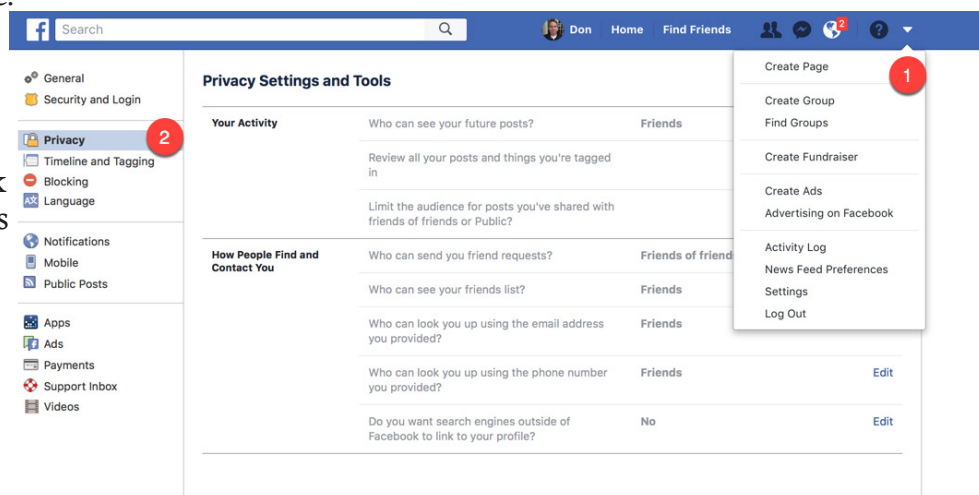 c.
f Search Don Home Find Friends 2 ?
General
Security and Login
Privacy 2
Timeline and Tagging
Blocking
k
Language
s
Notifications
Mobile
Public Posts
Apps
Ads
Payments
Support Inbox
Videos
Privacy Settings and Tools
Your Activity Who can see your future posts? Friends
Review all your posts and things you're tagged
in
Limit the audience for posts you've shared with
friends of friends or Public?
How People Find and Who can send you friend requests? Friends of friend
Contact You
Who can see your friends list? Friends
Who can look you up using the email address Friends
you provided?
Who can look you up using the phone number Friends Edit
you provided?
Do you want search engines outside of No Edit
Facebook to link to your profile?
1
Create Page
Create Group
Find Groups
Create Fundraiser
Create Ads
Advertising on Facebook
Activity Log
News Feed Preferences
Settings
Log Out